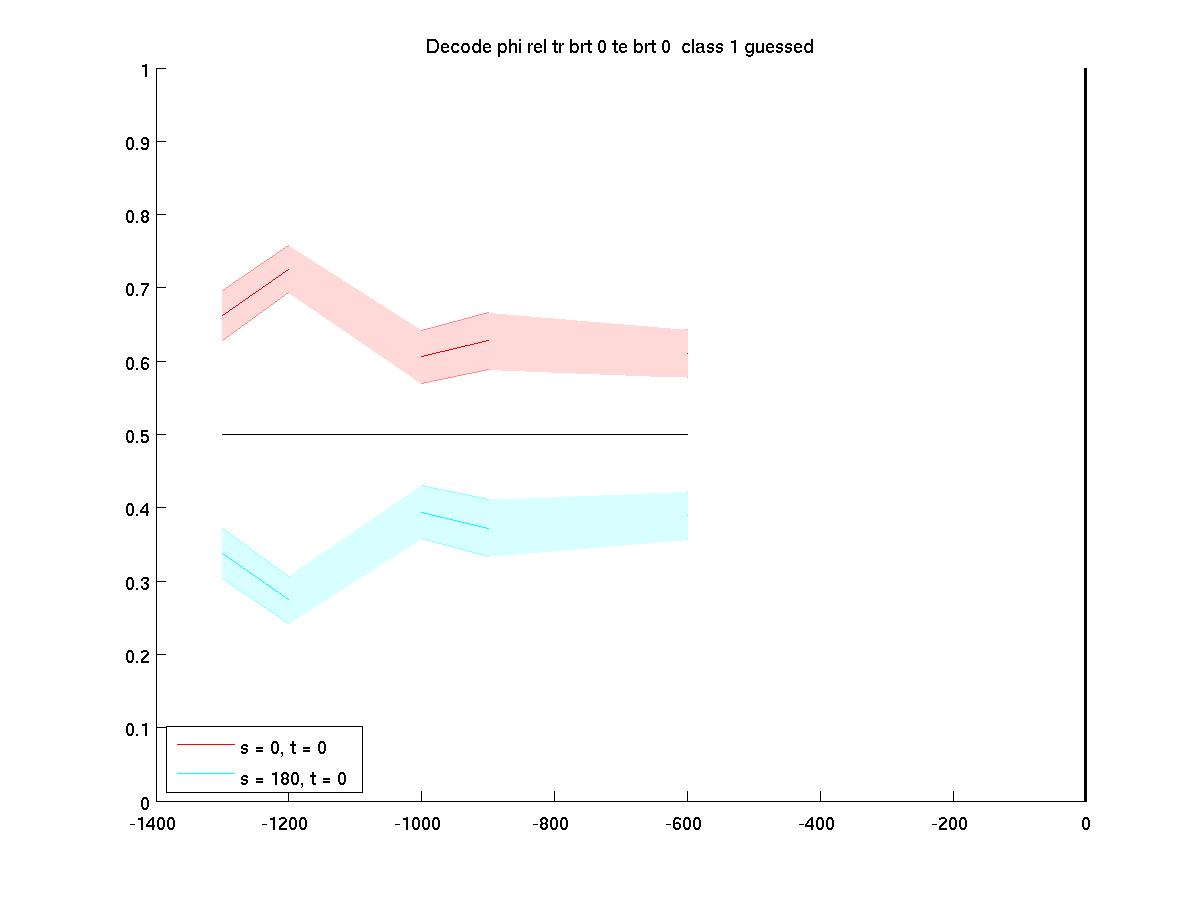 Decode phi rel tr brt 0 te brt 0  class 1 guessed
1
0.9
0.8
0.7
0.6
0.5
0.4
0.3
0.2
0.1
0
s = 0, t = 0
s = 180, t = 0
-1400 -1200 -1000 -800 -600 -400 -200 0